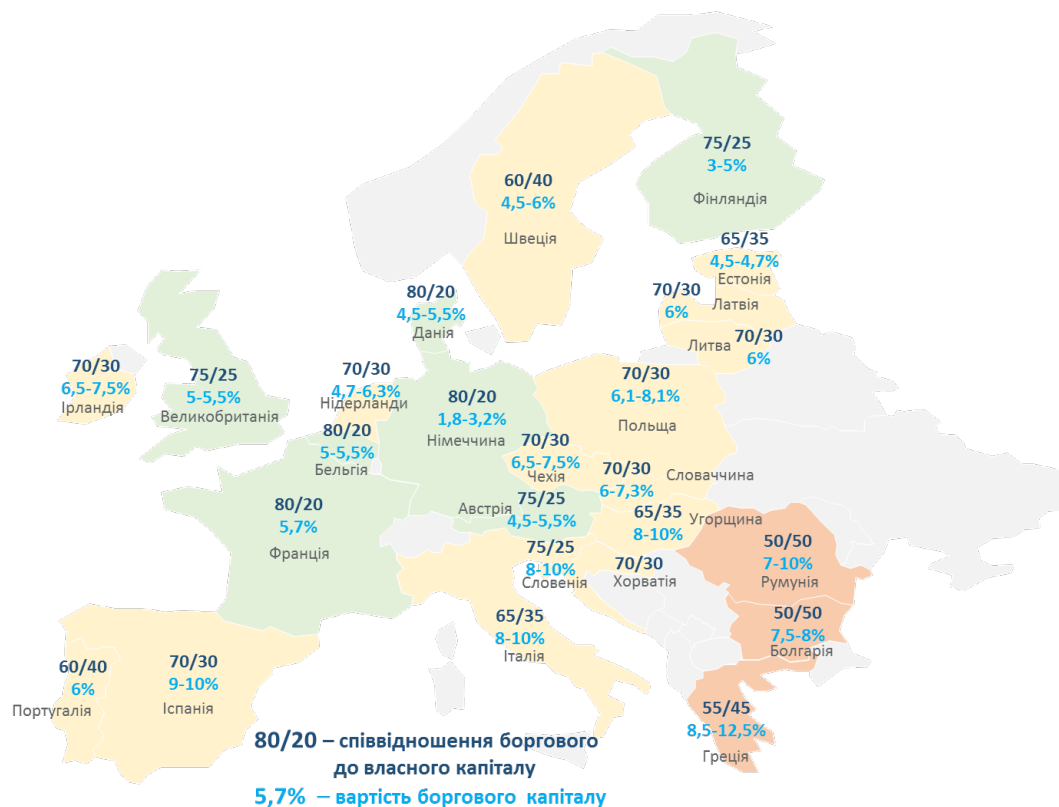 75/25
3-5%
Фінляндія
60/40
4,5-6%
Швеція
65/35
4,5-4,7%
Естонія
70/30
6%
Латвія
80/20
4,5-5,5%
Данія
Литва
70/30
6%
70/30
6,5-7,5%
Ірландія
75/25
5-5,5%
Великобританія
70/30
4,7-6,3%
Нідерланди
80/20
1,8-3,2%
Німеччина
70/30
6,1-8,1%
Польща
80/20
5-5,5%
Бельгія
70/30
6,5-7,5%
Чехія
70/30
6-7,3%
Словаччина
80/20
5,7%
Франція
Австрія
75/25
4,5-5,5%
65/35
8-10%
Угорщина
75/25
8-10%
Словенія
70/30
Хорватія
50/50
7-10%
Румунія
50/50
7,5-8%
Болгарія
65/35
8-10%
Італія
60/40
6%
Португалія
70/30
9-10%
Іспанія
55/45
8,5-12,5%
Греція
80/20 – співвідношення боргового
до власного капіталу
5,7% – вартість боргового капіталу